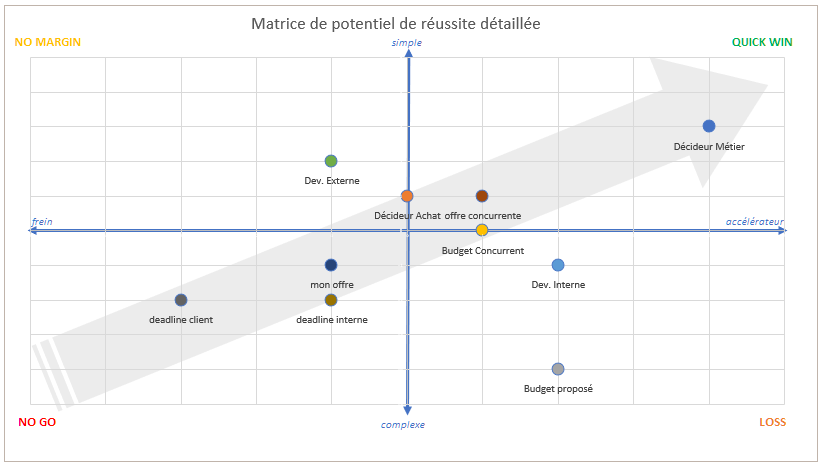 Matrice de potentiel de réussite détaillée
NO MARGIN
simple
QUICK WIN
Décideur Métier
Dev. Externe
Décideur Achat
offre concurrente
frein
accélérateur
Budget Concurrent
mon offre
Dev. Interne
deadline client
deadline interne
Budget proposé
NO GO
complexe
LOSS